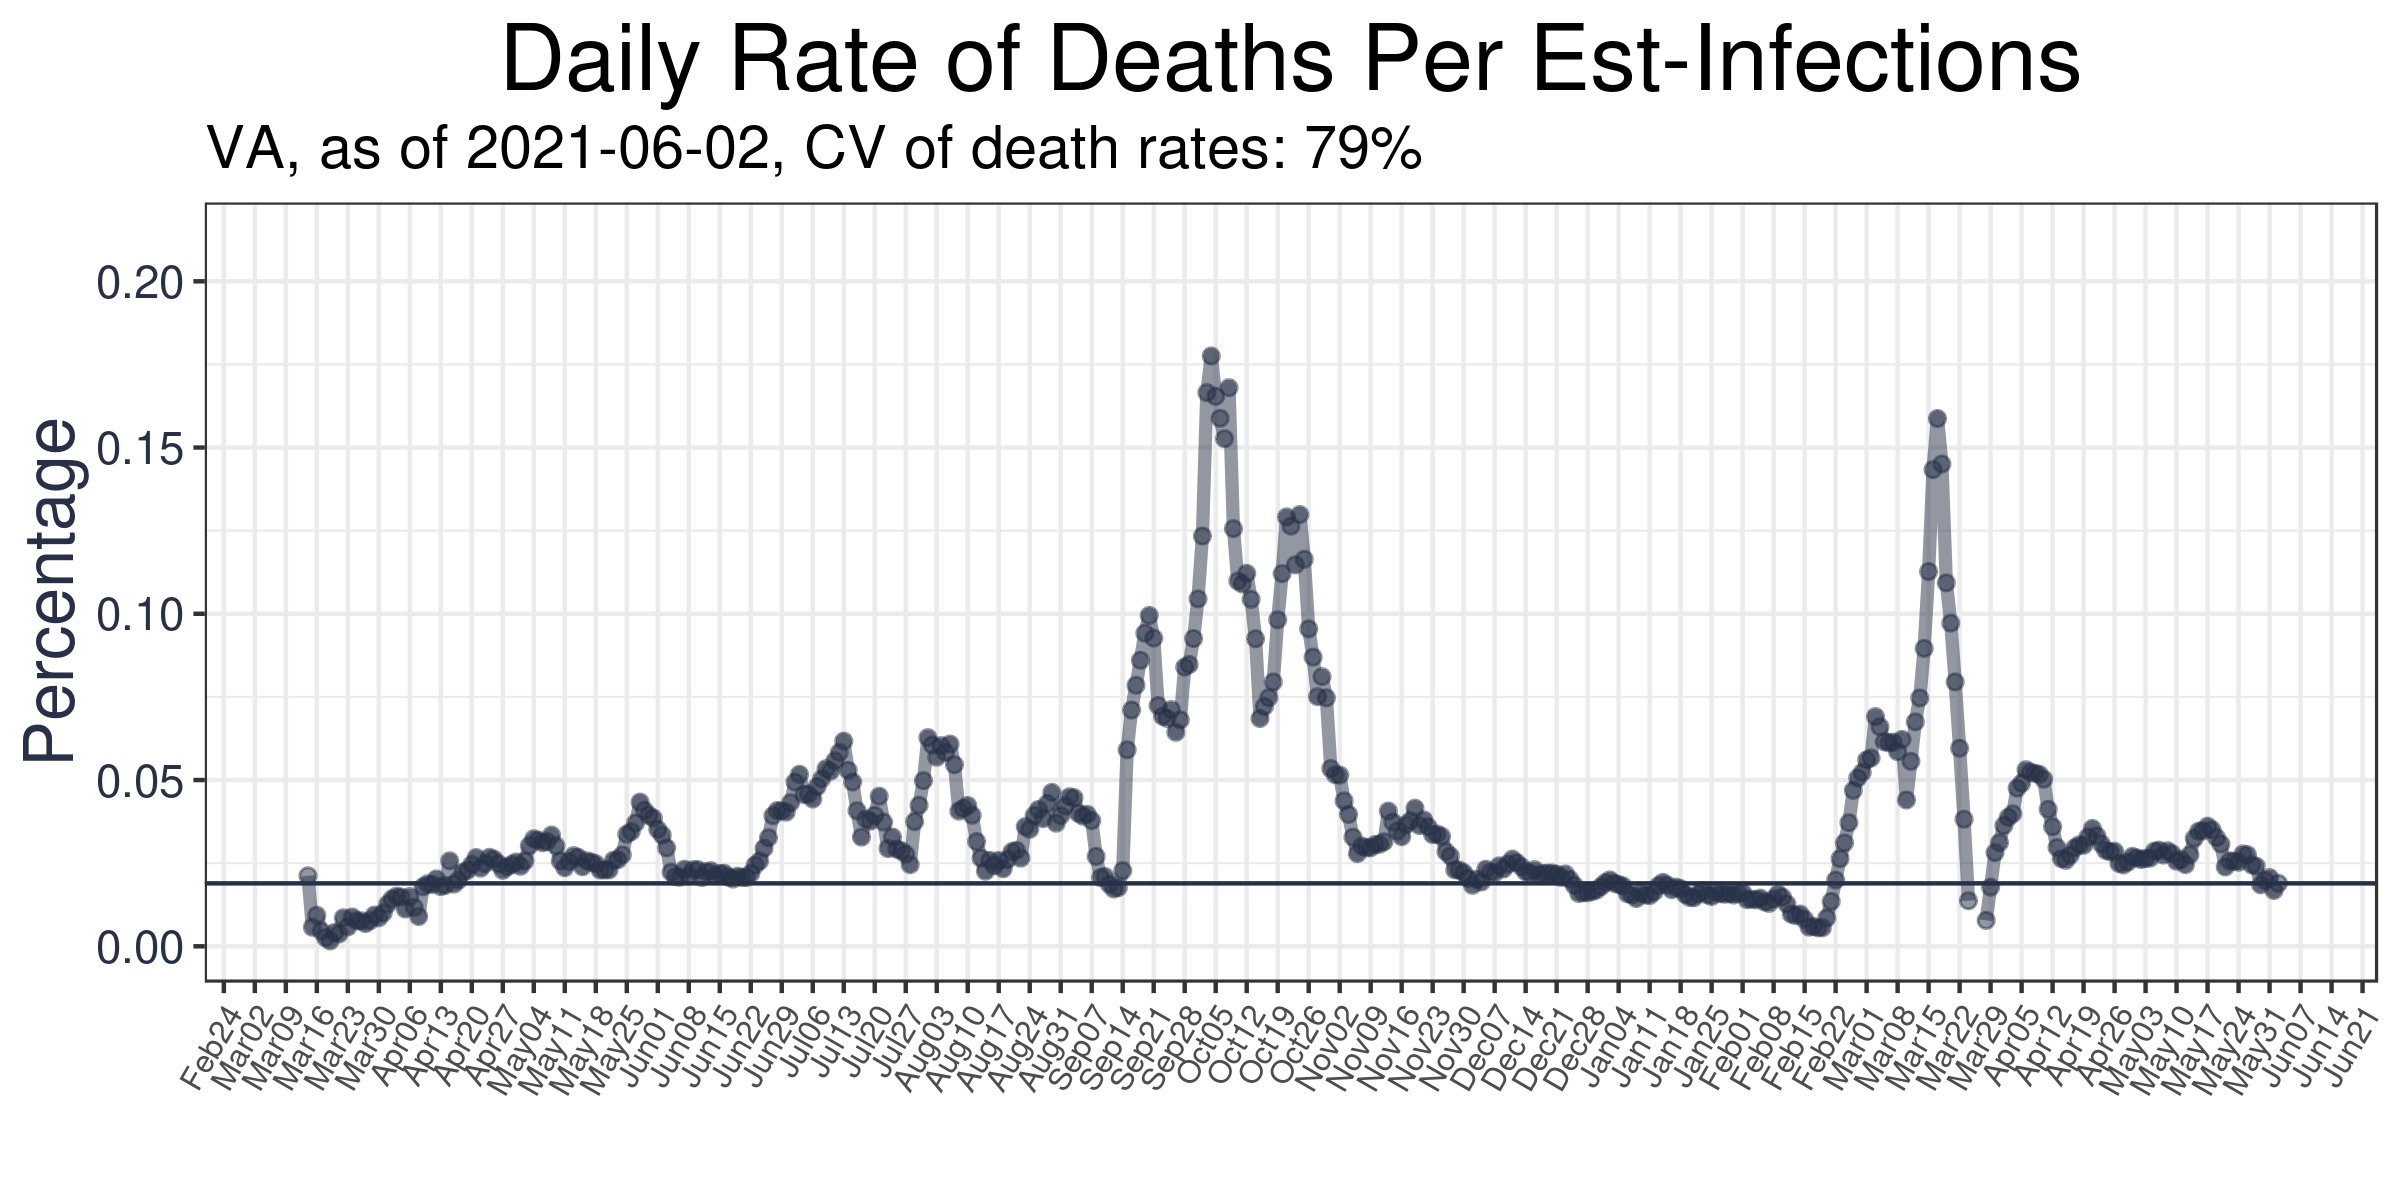 Daily Rate of Deaths Per Est-Infections
VA, as of 2021-06-02, CV of death rates: 79%
Percentage
0.20
0.15
0.10
0.05
0.00
Feb24
Mar02
Mar09
Mar16
Mar23
Mar30
Apr06
Apr13
Apr20
Apr27
May04
May11
May18
May25
Jun01
Jun08
Jun15
Jun22
Jun29
Jul06
Jul13
Jul20
Jul27
Aug03
Aug10
Aug17
Aug24
Aug31
Sep07
Sep14
Sep21
Sep28
Oct05
Oct12
Oct19
Oct26
Nov02
Nov09
Nov16
Nov23
Nov30
Dec07
Dec14
Dec21
Dec28
Jan04
Jan11
Jan18
Jan25
Feb01
Feb08
Feb15
Feb22
Mar01
Mar08
Mar15
Mar22
Mar29
Apr05
Apr12
Apr19
Apr26
May03
May10
May17
May24
May31
Jun07
Jun14
Jun21